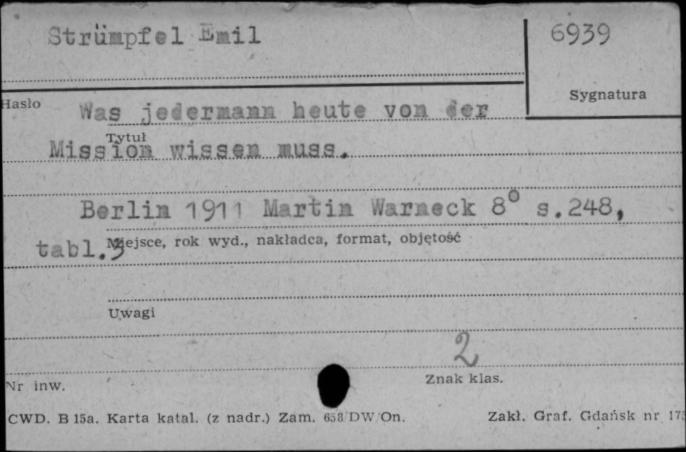 Strümpfel Emil
6939
Sygnatura
Hasło
Was jedermann heute von der
Tytuł
Mission wissen muss.
Berlin 1911 Martin Warneck 8° s.248,
tabl.3
Miejsce, rok wyd., nakładca, format, objętość
Uwagi
2
Nr inw.
Znak klas.
CWD. B 15a. Karta katal. (z nadr.) Zam. 658/DW/On.
Zakł. Graf. Gdańsk nr 175